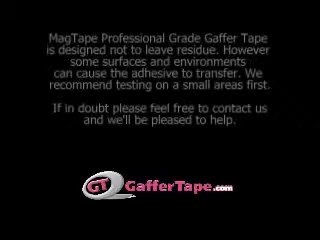 MagTape Professional Grade Gaffer Tape
is designed not to leave residue. However
some surfaces and environments
can cause the adhesive to transfer. We
recommend testing on a small areas first.
If in doubt please feel free to contact us
and we'll be pleased to help.
GT GafferTape.com